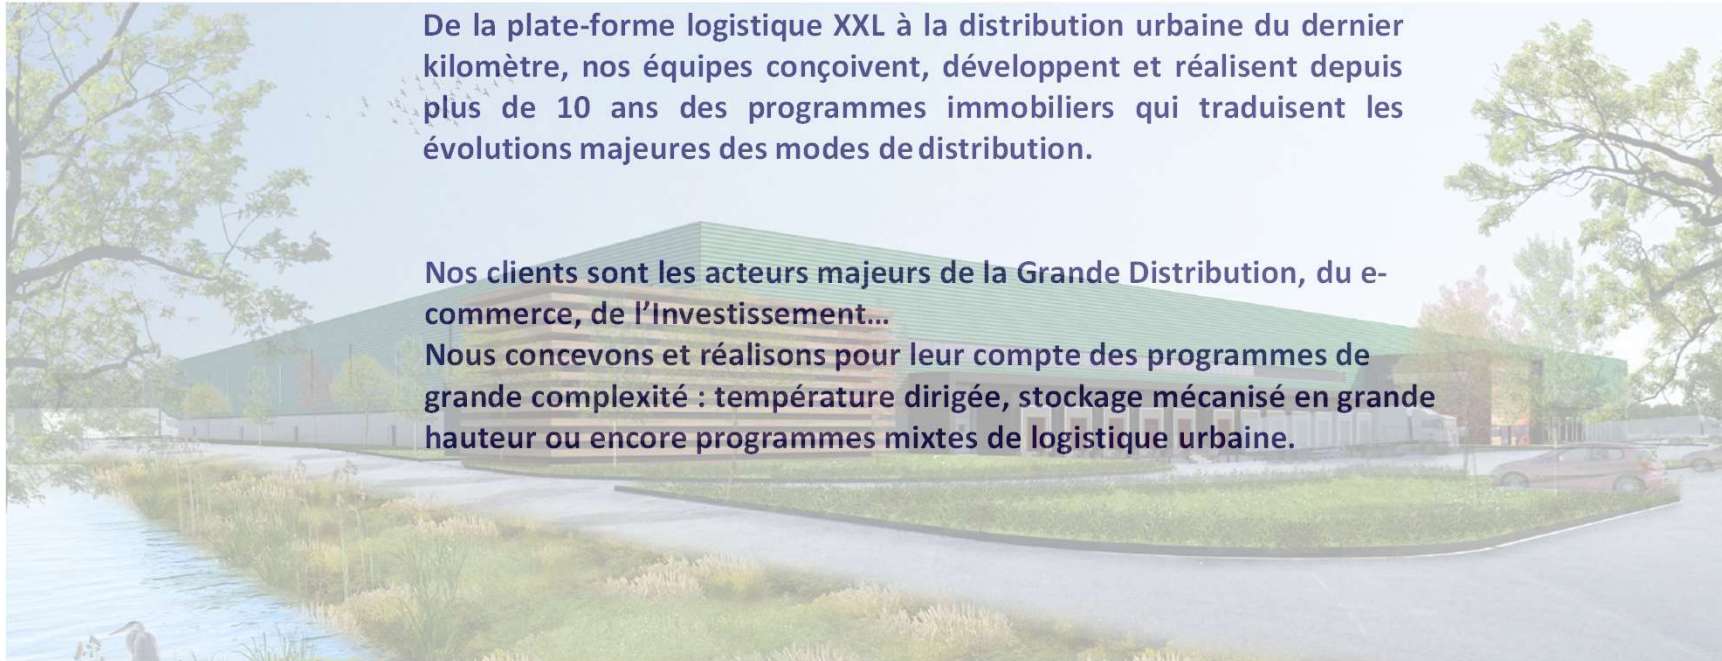 De la plate-forme logistique XXL à la distribution urbaine du dernier
kilomètre, nos équipes conçoivent, développent et réalisent depuis
plus de 10 ans des programmes immobiliers qui traduisent les
évolutions majeures des modes de distribution.
Nos clients sont les acteurs majeurs de la Grande Distribution, du e-
commerce, de l’Investissement…
Nous concevons et réalisons pour leur compte des programmes de
grande complexité : température dirigée, stockage mécanisé en grande
hauteur ou encore programmes mixtes de logistique urbaine.